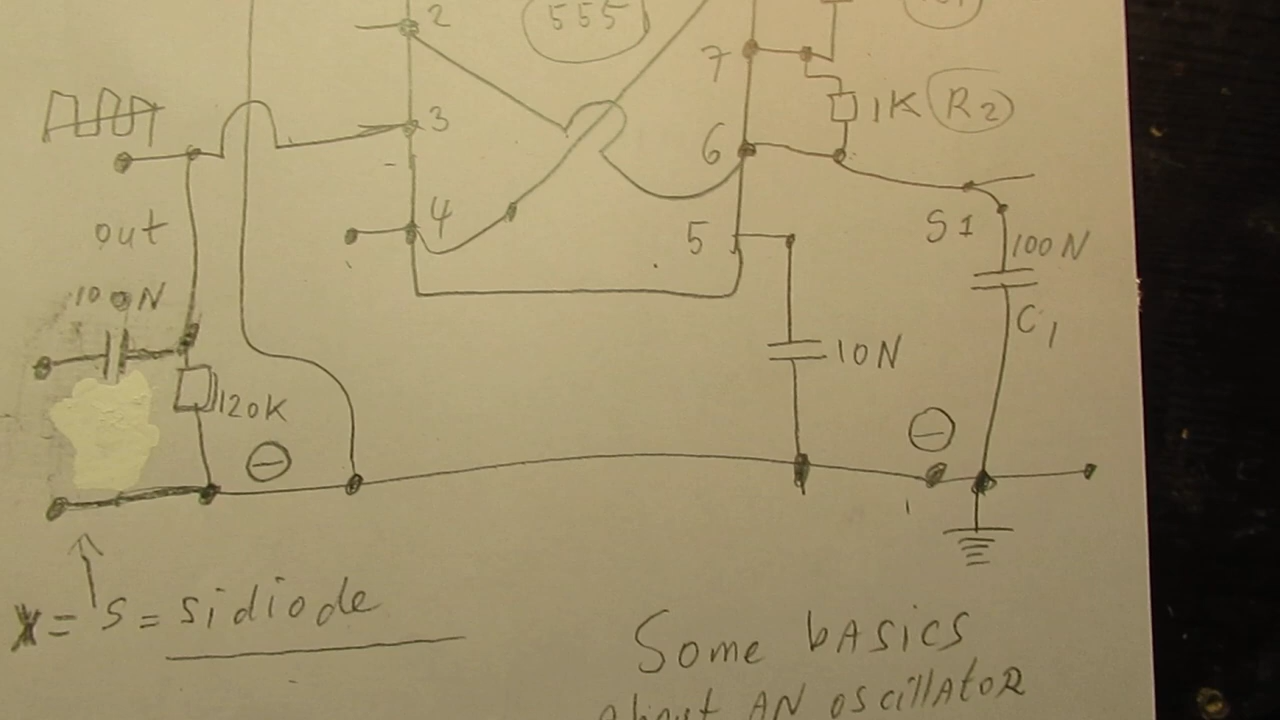 2
555
7
1K R2
3
6
4
out
5
S1
100N
100N
C1
10N
120K
X= S = sidiode
Some bASiCS
about AN oscillAtoR